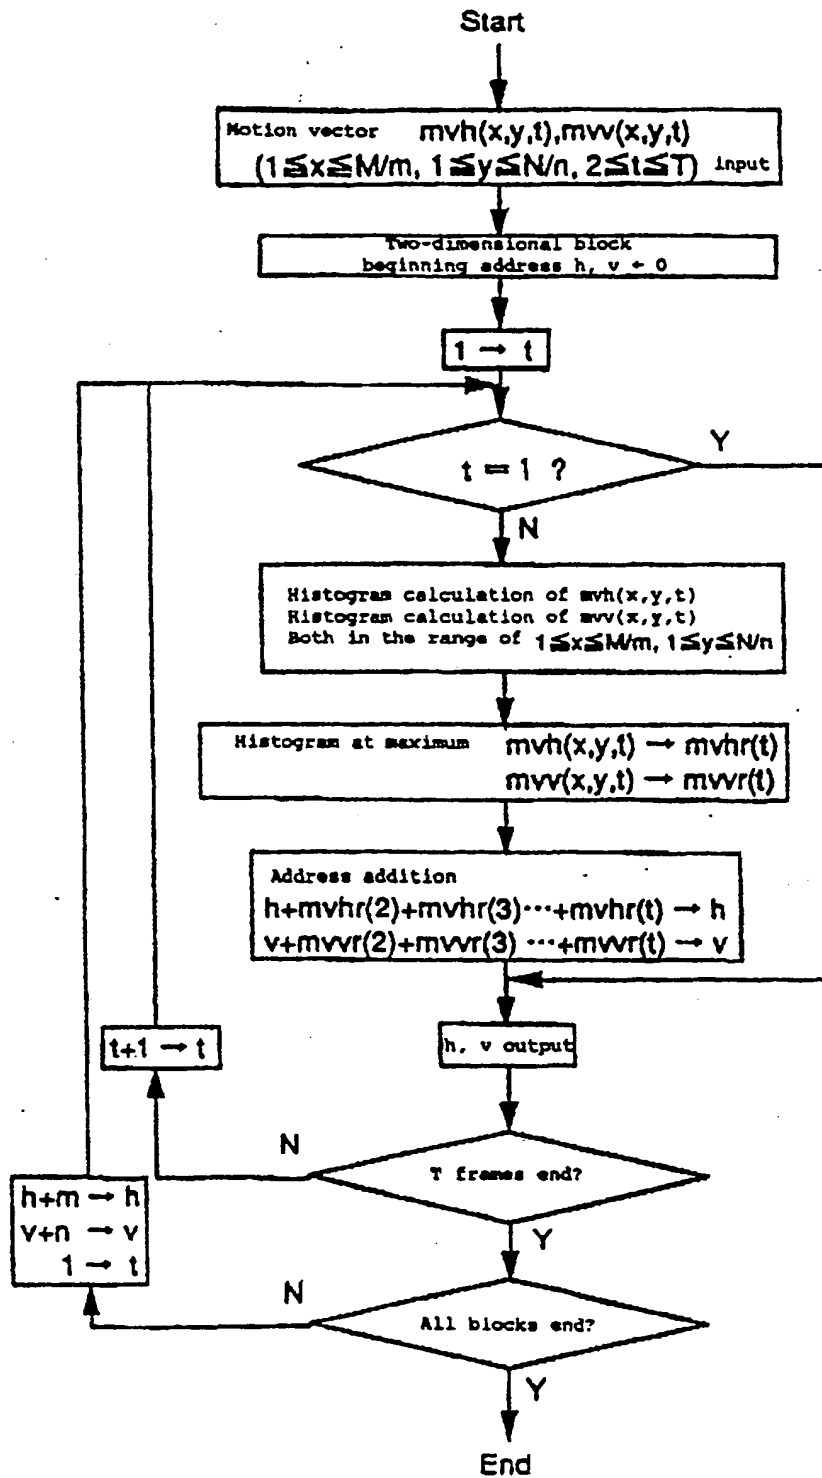 Start
Motion vector mvh(x,y,t),mvv(x,y,t)
(1≦x≦M/m, 1≦y≦N/n, 2≦t≦T) input
Two-dimensional block
beginning address h, v ← 0
1 → t
t = 1 ?
Y
N
Histogram calculation of mvh(x,y,t)
Histogram calculation of mvv(x,y,t)
Both in the range of 1≦x≦M/m, 1≦y≦N/n
Histogram at maximum mvh(x,y,t) → mvhr(t)
mvv(x,y,t) → mvvr(t)
Address addition
h+mvhr(2)+mvhr(3)···+mvhr(t) → h
v+mvvr(2)+mvvr(3) ···+mvvr(t) → v
t+1 → t
h, v output
N
T frames end?
Y
h+m → h
v+n → v
1 → t
N
All blocks end?
Y
End